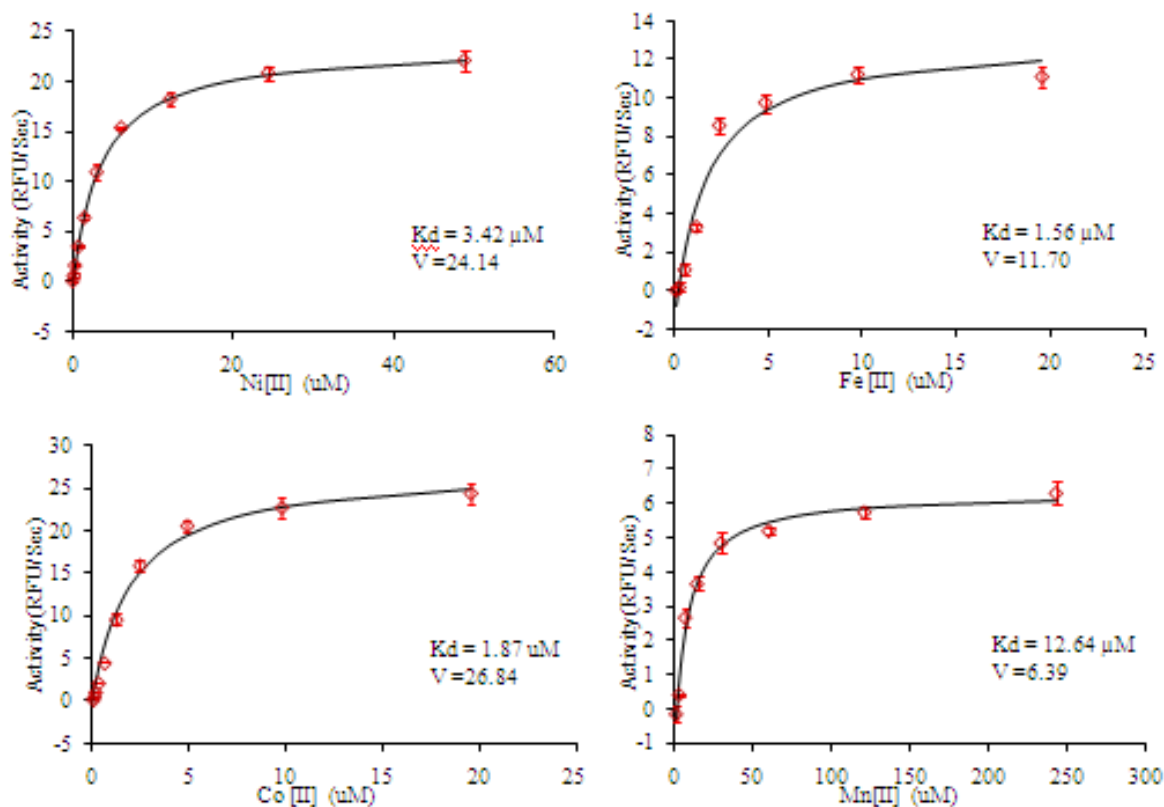 25
20
15
10
5
0
-5
Activity (RFU/Sec)
Kd = 3.42 µM
V =24.14
0 20 40 60
Ni[II] (uM)
14
12
10
8
6
4
2
0
-2
Activity (RFU/Sec)
Kd = 1.56 µM
V =11.70
0 5 10 15 20 25
Fe [II] (uM)
30
25
20
15
10
5
0
-5
Activity (RFU/Sec)
Kd = 1.87 uM
V =26.84
0 5 10 15 20 25
Co [II] (uM)
8
7
6
5
4
3
2
1
0
-1
Activity (RFU/Sec)
Kd = 12.64 µM
V =6.39
0 50 100 150 200 250 300
Mn[II] (uM)